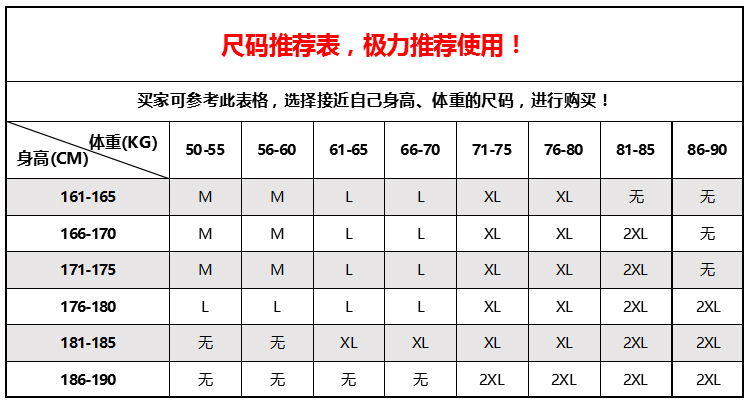 尺码推荐表，极力推荐使用！
买家可参考此表格，选择接近自己身高、体重的尺码，进行购买！
体重(KG) 身高(CM) 50-55 56-60 61-65 66-70 71-75 76-80 81-85 86-90
161-165 M M L L XL XL 无 无
166-170 M M L L XL XL 2XL 无
171-175 M M L L XL XL 2XL 无
176-180 L L L L XL XL 2XL 2XL
181-185 无 无 XL XL XL XL 2XL 2XL
186-190 无 无 无 无 2XL 2XL 2XL 2XL